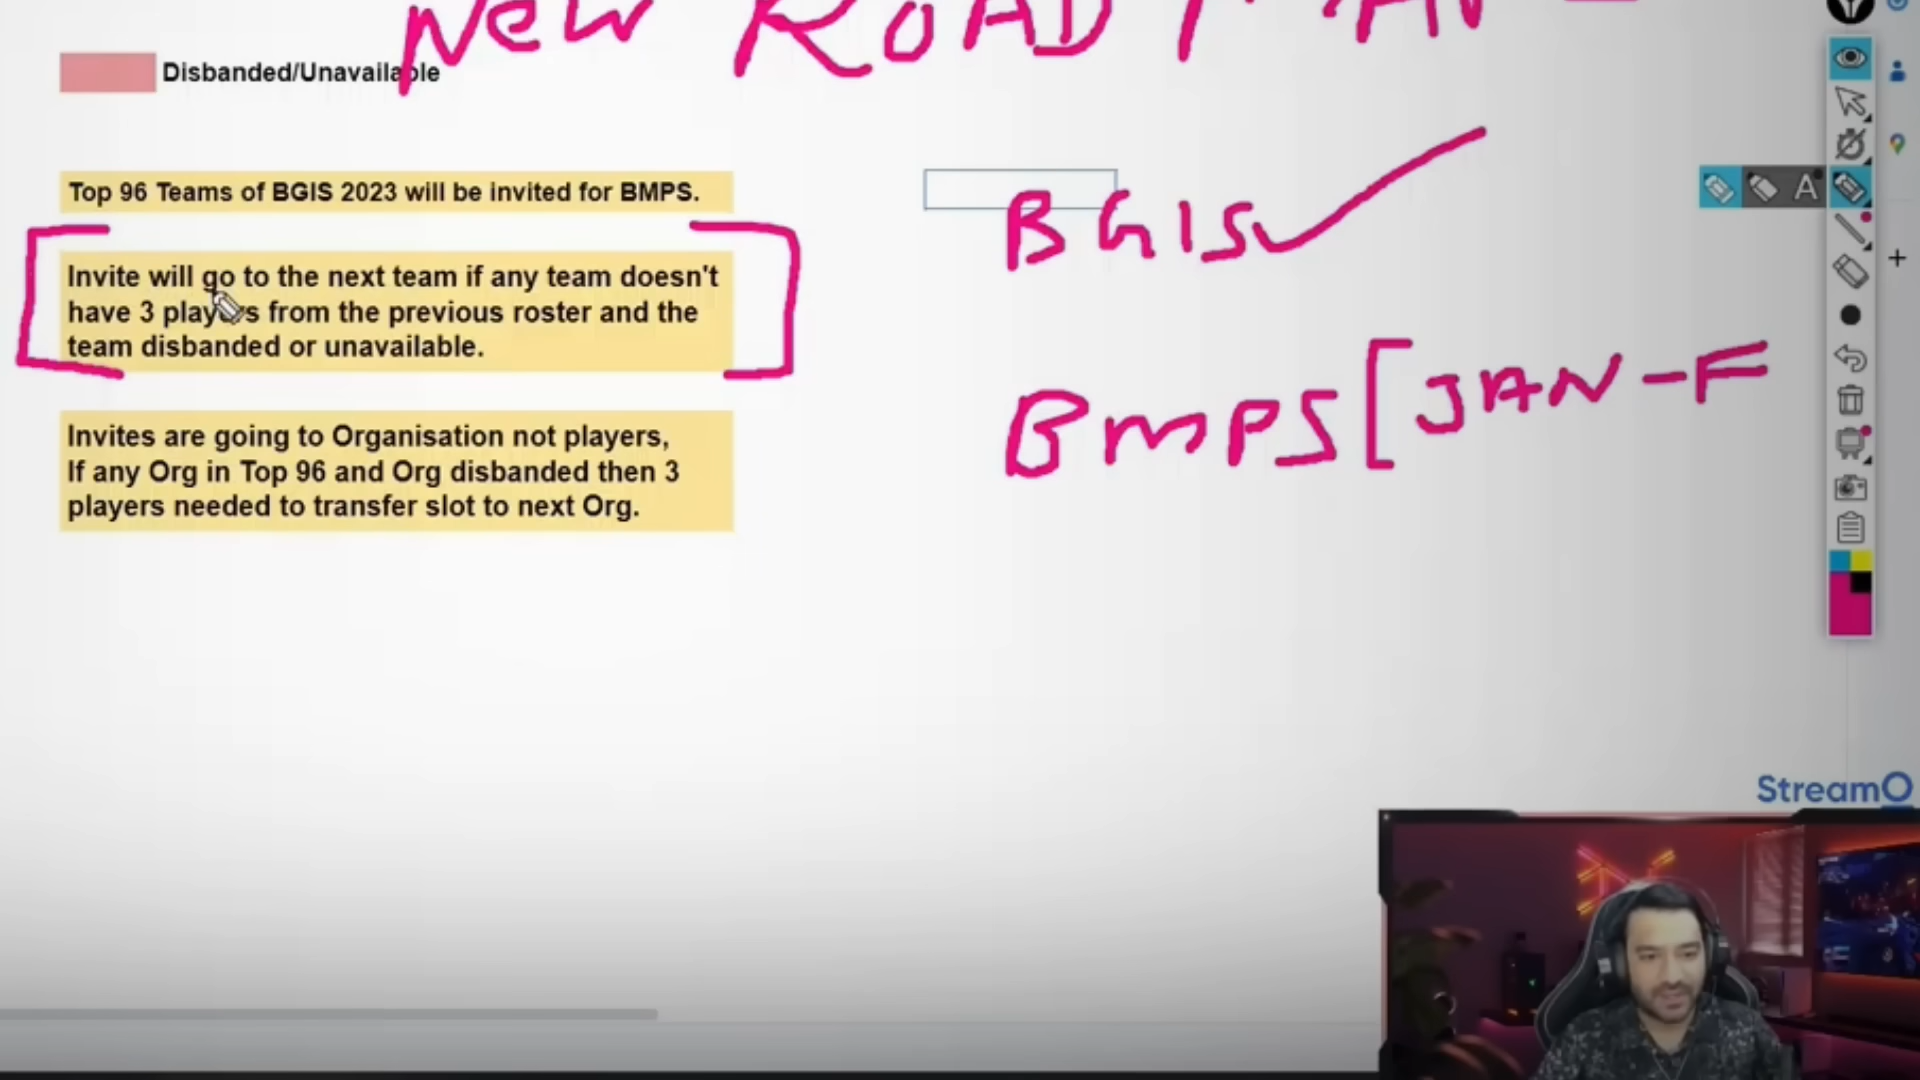 NeW ROAD MAP
Disbanded/Unavailable
Top 96 Teams of BGIS 2023 will be invited for BMPS.
BGIS
Invite will go to the next team if any team doesn't
have 3 players from the previous roster and the
team disbanded or unavailable.
BMPS [JAN-F
Invites are going to Organisation not players,
If any Org in Top 96 and Org disbanded then 3
players needed to transfer slot to next Org.
A
StreamO